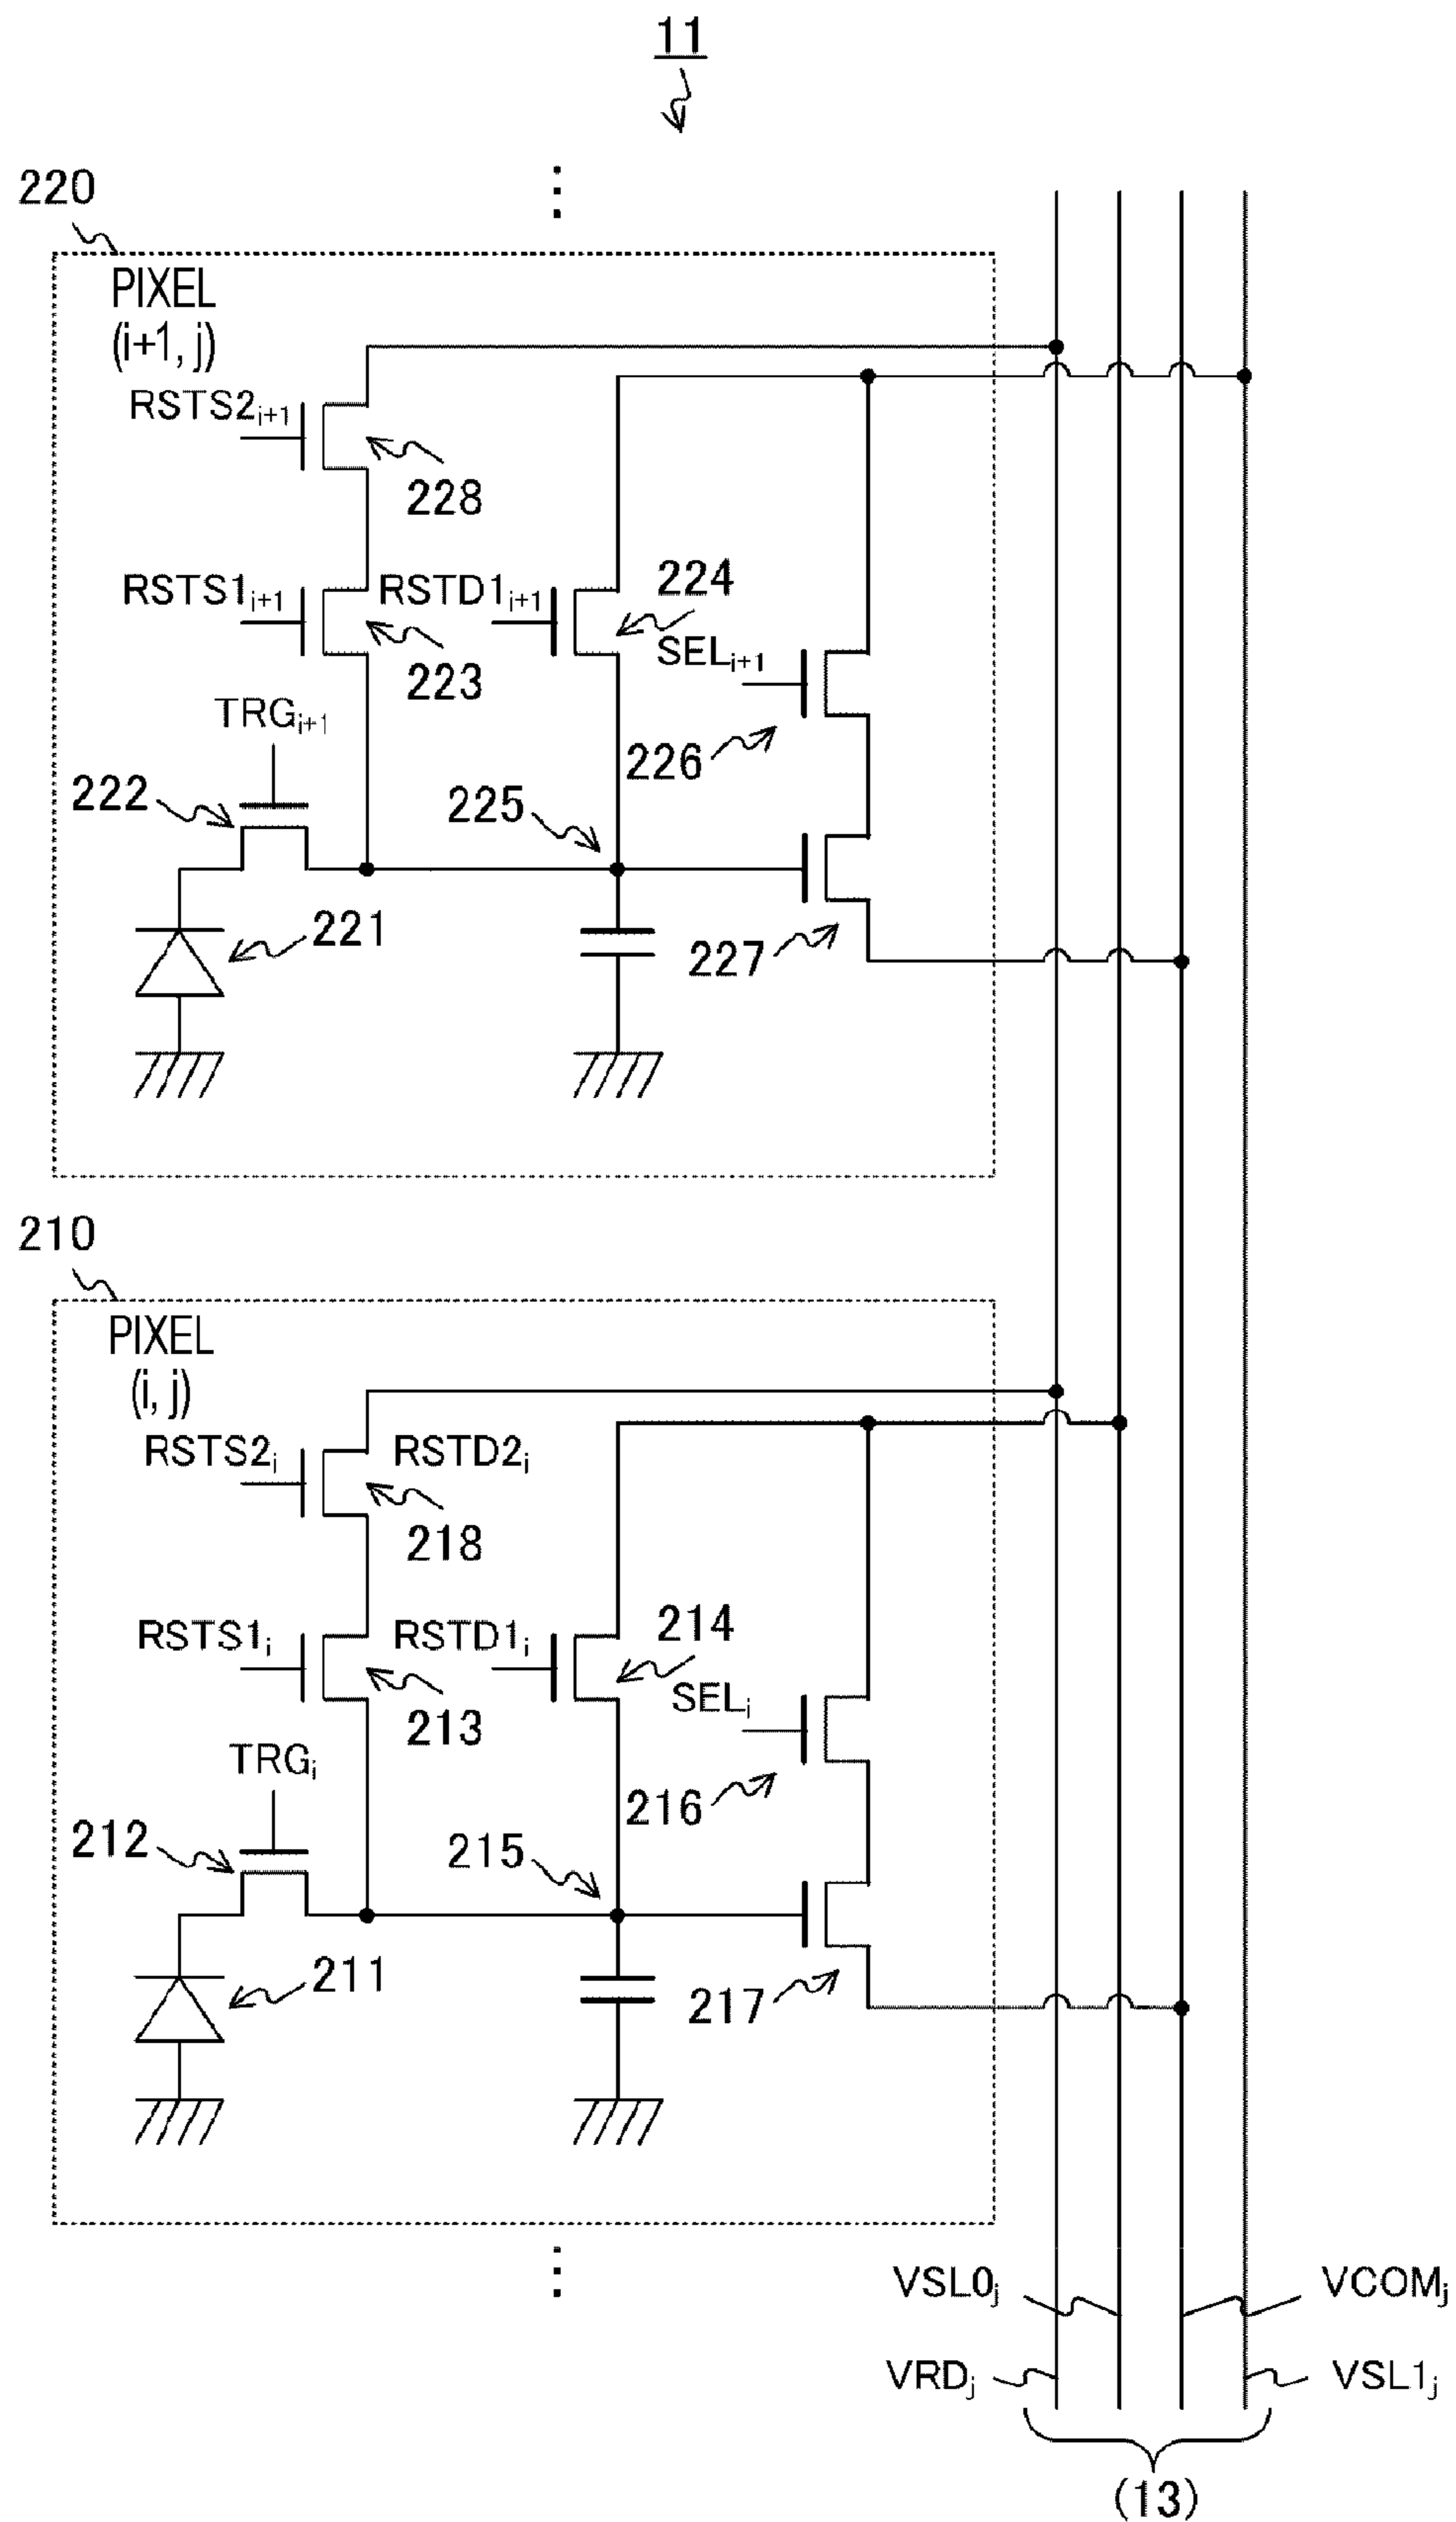 11
220
PIXEL
(i+1, j)
RSTS2i+1
228
RSTS1i+1
RSTD1i+1
224
223
SELi+1
TRGi+1
226
222
225
221
227
210
PIXEL
(i, j)
RSTS2i
RSTD2i
218
RSTS1i
RSTD1i
214
213
SELi
TRGi
216
212
215
211
217
VSL0j
VCOMj
VRDj
VSL1j
(13)